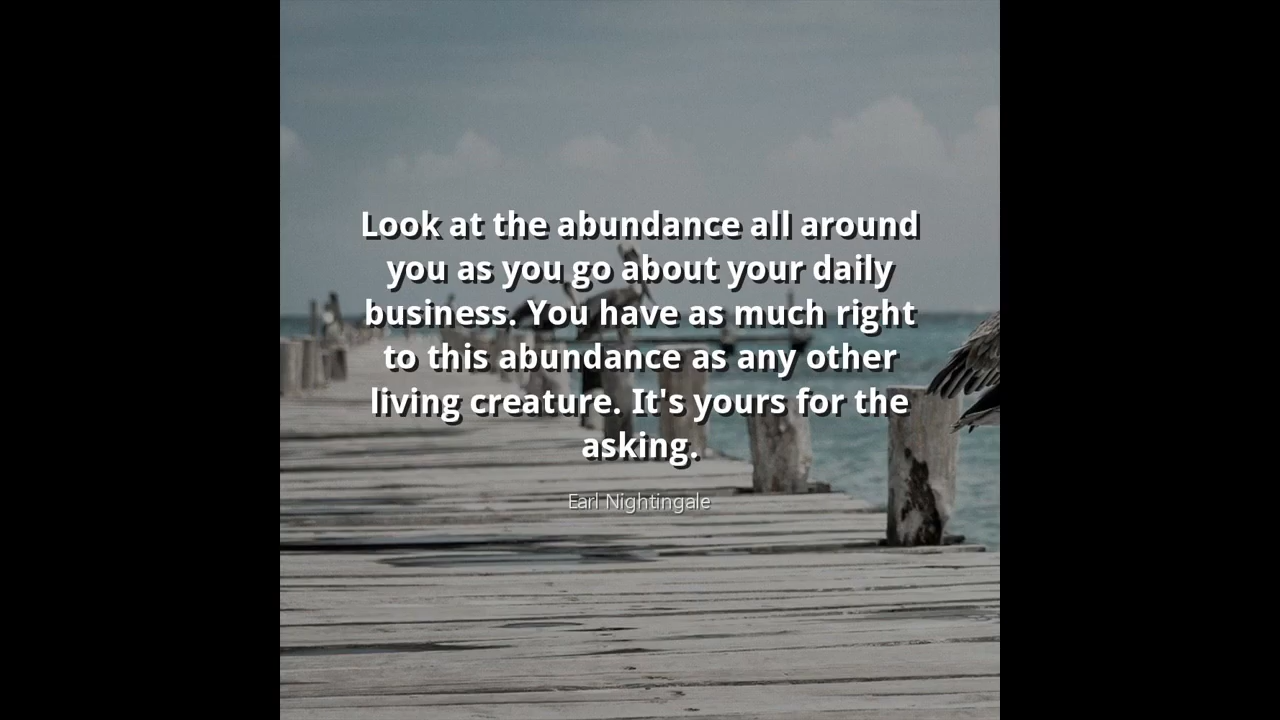 Look at the abundance all around
you as you go about your daily
business. You have as much right
to this abundance as any other
living creature. It's yours for the
asking.
Earl Nightingale